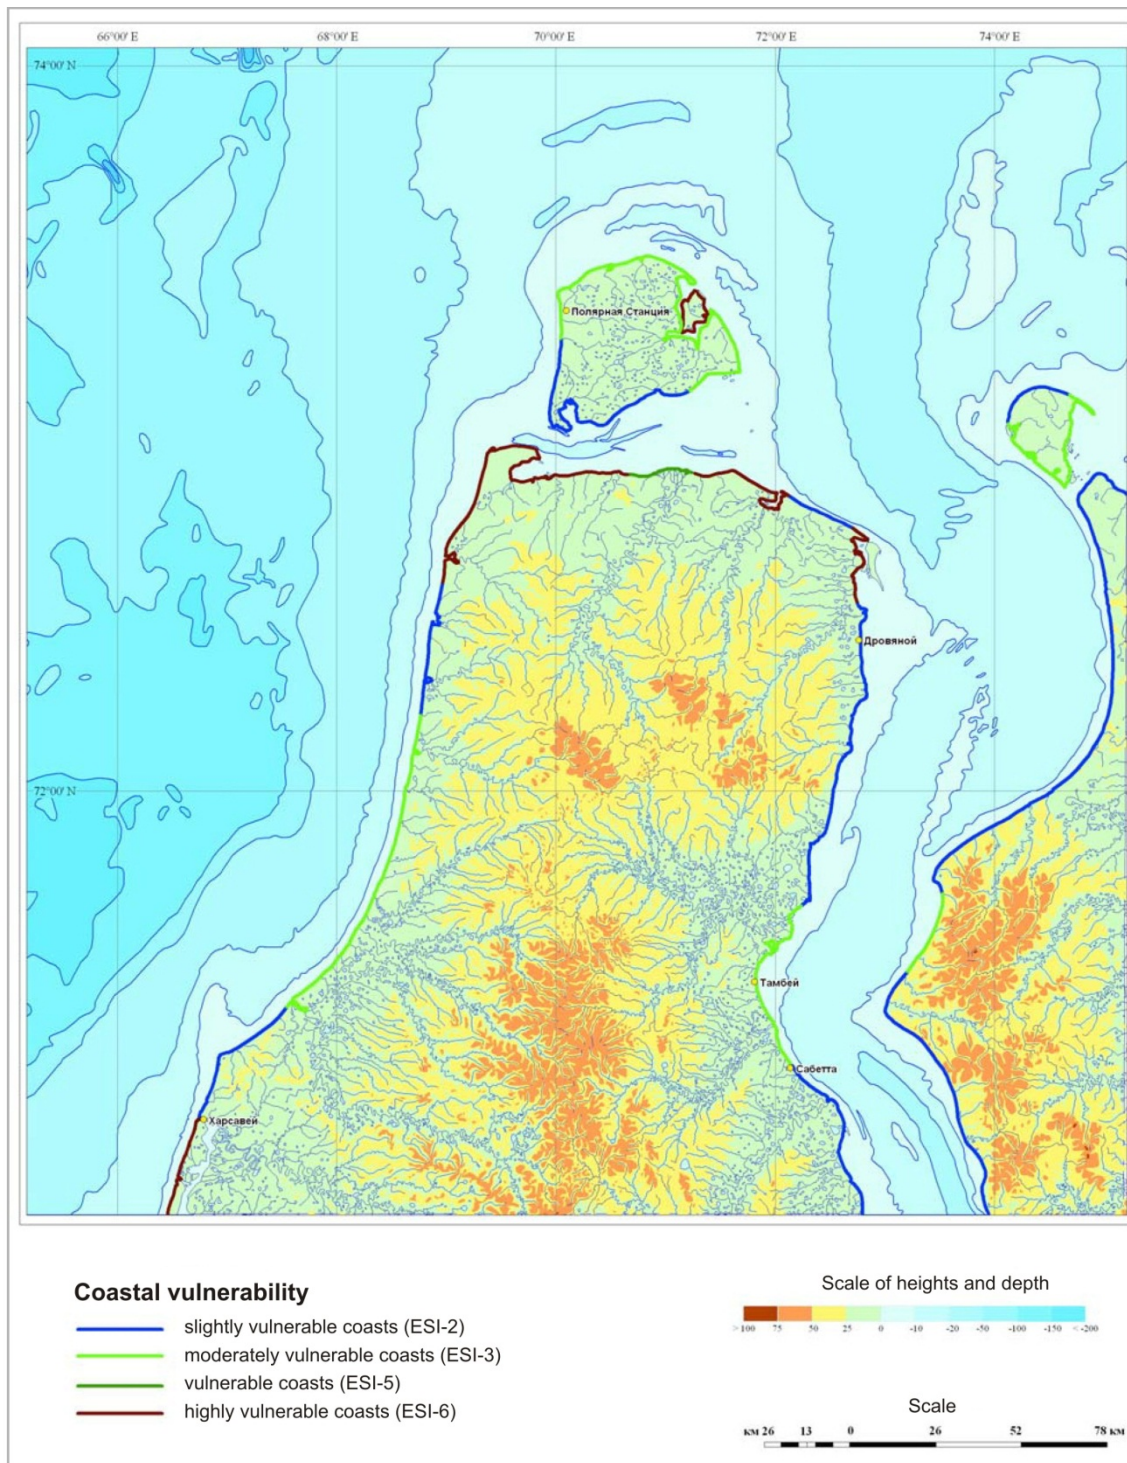 66°00' E 68°00' E 70°00' E 72°00' E 74°00' E
74°00' N
Полярная Станция
Дровяной
72°00' N
Тамбей
Сабетта
Харсавей
Coastal vulnerability
slightly vulnerable coasts (ESI-2)
moderately vulnerable coasts (ESI-3)
vulnerable coasts (ESI-5)
highly vulnerable coasts (ESI-6)
Scale of heights and depth
> 100 75 50 25 0 -10 -20 -50 -100 -150 < -200
Scale
км 26 13 0 26 52 78 км